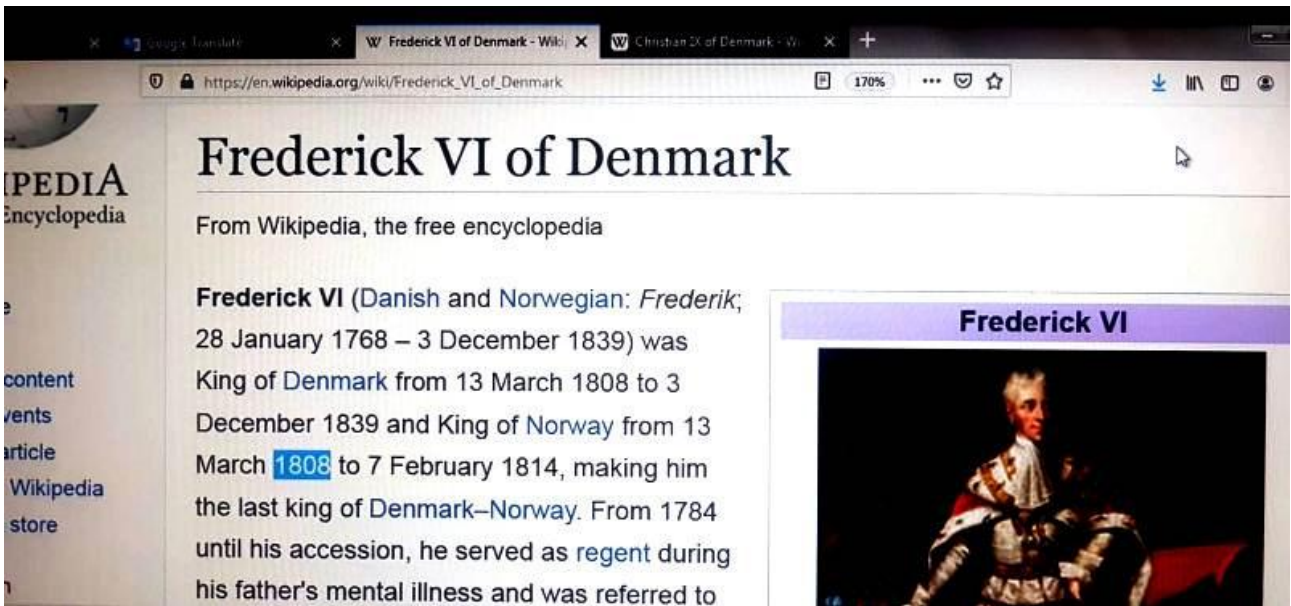 Google Translate
Frederick VI of Denmark - Wiki
Christian IX of Denmark - W
https://en.wikipedia.org/wiki/Frederick_VI_of_Denmark
170%
IPEDIA
Encyclopedia
content
vents
article
Wikipedia
store
Frederick VI of Denmark
From Wikipedia, the free encyclopedia
Frederick VI (Danish and Norwegian: Frederik;
28 January 1768 – 3 December 1839) was
King of Denmark from 13 March 1808 to 3
December 1839 and King of Norway from 13
March 1808 to 7 February 1814, making him
the last king of Denmark–Norway. From 1784
until his accession, he served as regent during
his father's mental illness and was referred to
Frederick VI